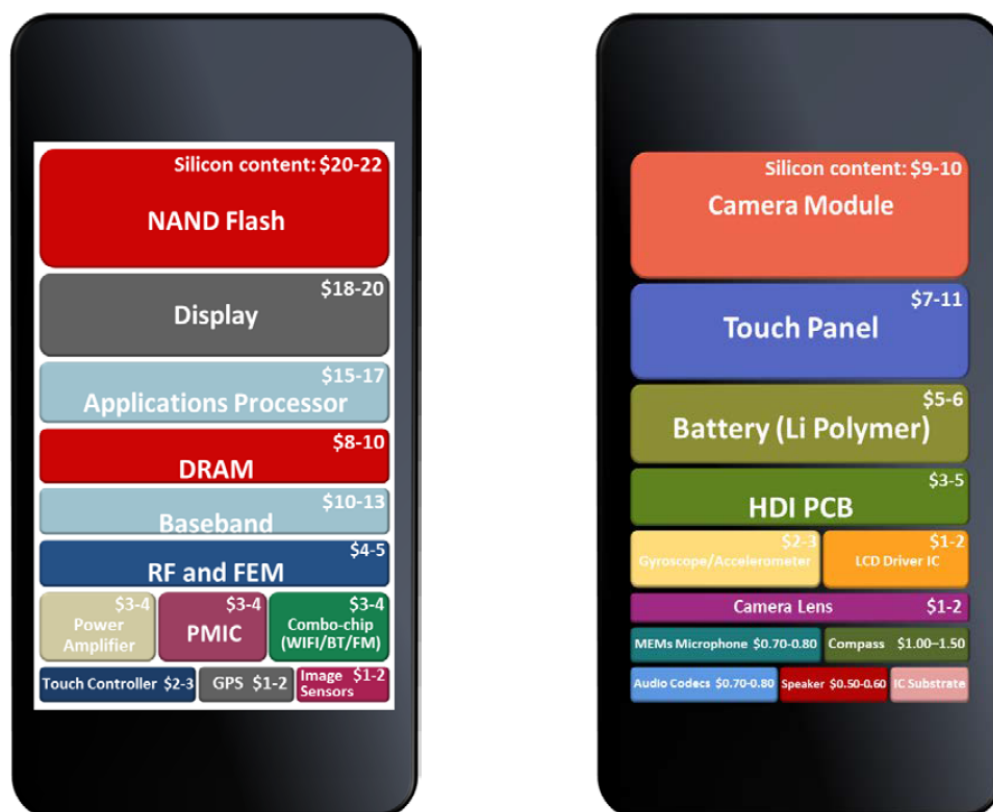 Silicon content: $20-22
NAND Flash
$18-20
Display
$15-17
Applications Processor
$8-10
DRAM
$10-13
Baseband
$4-5
RF and FEM
$3-4
Power
Amplifier
$3-4
PMIC
$3-4
Combo-chip
(WIFI/BT/FM)
Touch Controller $2-3
GPS $1-2
Image $1-2
Sensors
Silicon content: $9-10
Camera Module
$7-11
Touch Panel
$5-6
Battery (Li Polymer)
$3-5
HDI PCB
$2-3
Gyroscope/Accelerometer
$1-2
LCD Driver IC
Camera Lens $1-2
MEMs Microphone $0.70-0.80
Compass $1.00–1.50
Audio Codecs $0.70-0.80
Speaker $0.50-0.60
IC Substrate